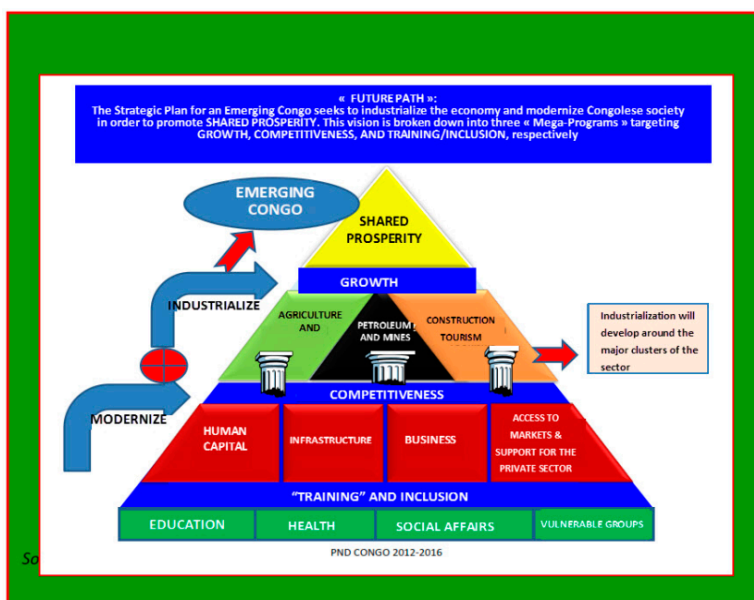 « FUTURE PATH »:
The Strategic Plan for an Emerging Congo seeks to industrialize the economy and modernize Congolese society
in order to promote SHARED PROSPERITY. This vision is broken down into three « Mega-Programs » targeting
GROWTH, COMPETITIVENESS, AND TRAINING/INCLUSION, respectively
EMERGING
CONGO
SHARED
PROSPERITY
GROWTH
INDUSTRIALIZE
AGRICULTURE
AND
PETROLEUM
AND MINES
CONSTRUCTION
TOURISM
Industrialization will
develop around the
major clusters of the
sector
COMPETITIVENESS
MODERNIZE
HUMAN
CAPITAL
INFRASTRUCTURE
BUSINESS
ACCESS TO
MARKETS &
SUPPORT FOR THE
PRIVATE SECTOR
"TRAINING" AND INCLUSION
EDUCATION
HEALTH
SOCIAL AFFAIRS
VULNERABLE GROUPS
PND CONGO 2012-2016
So